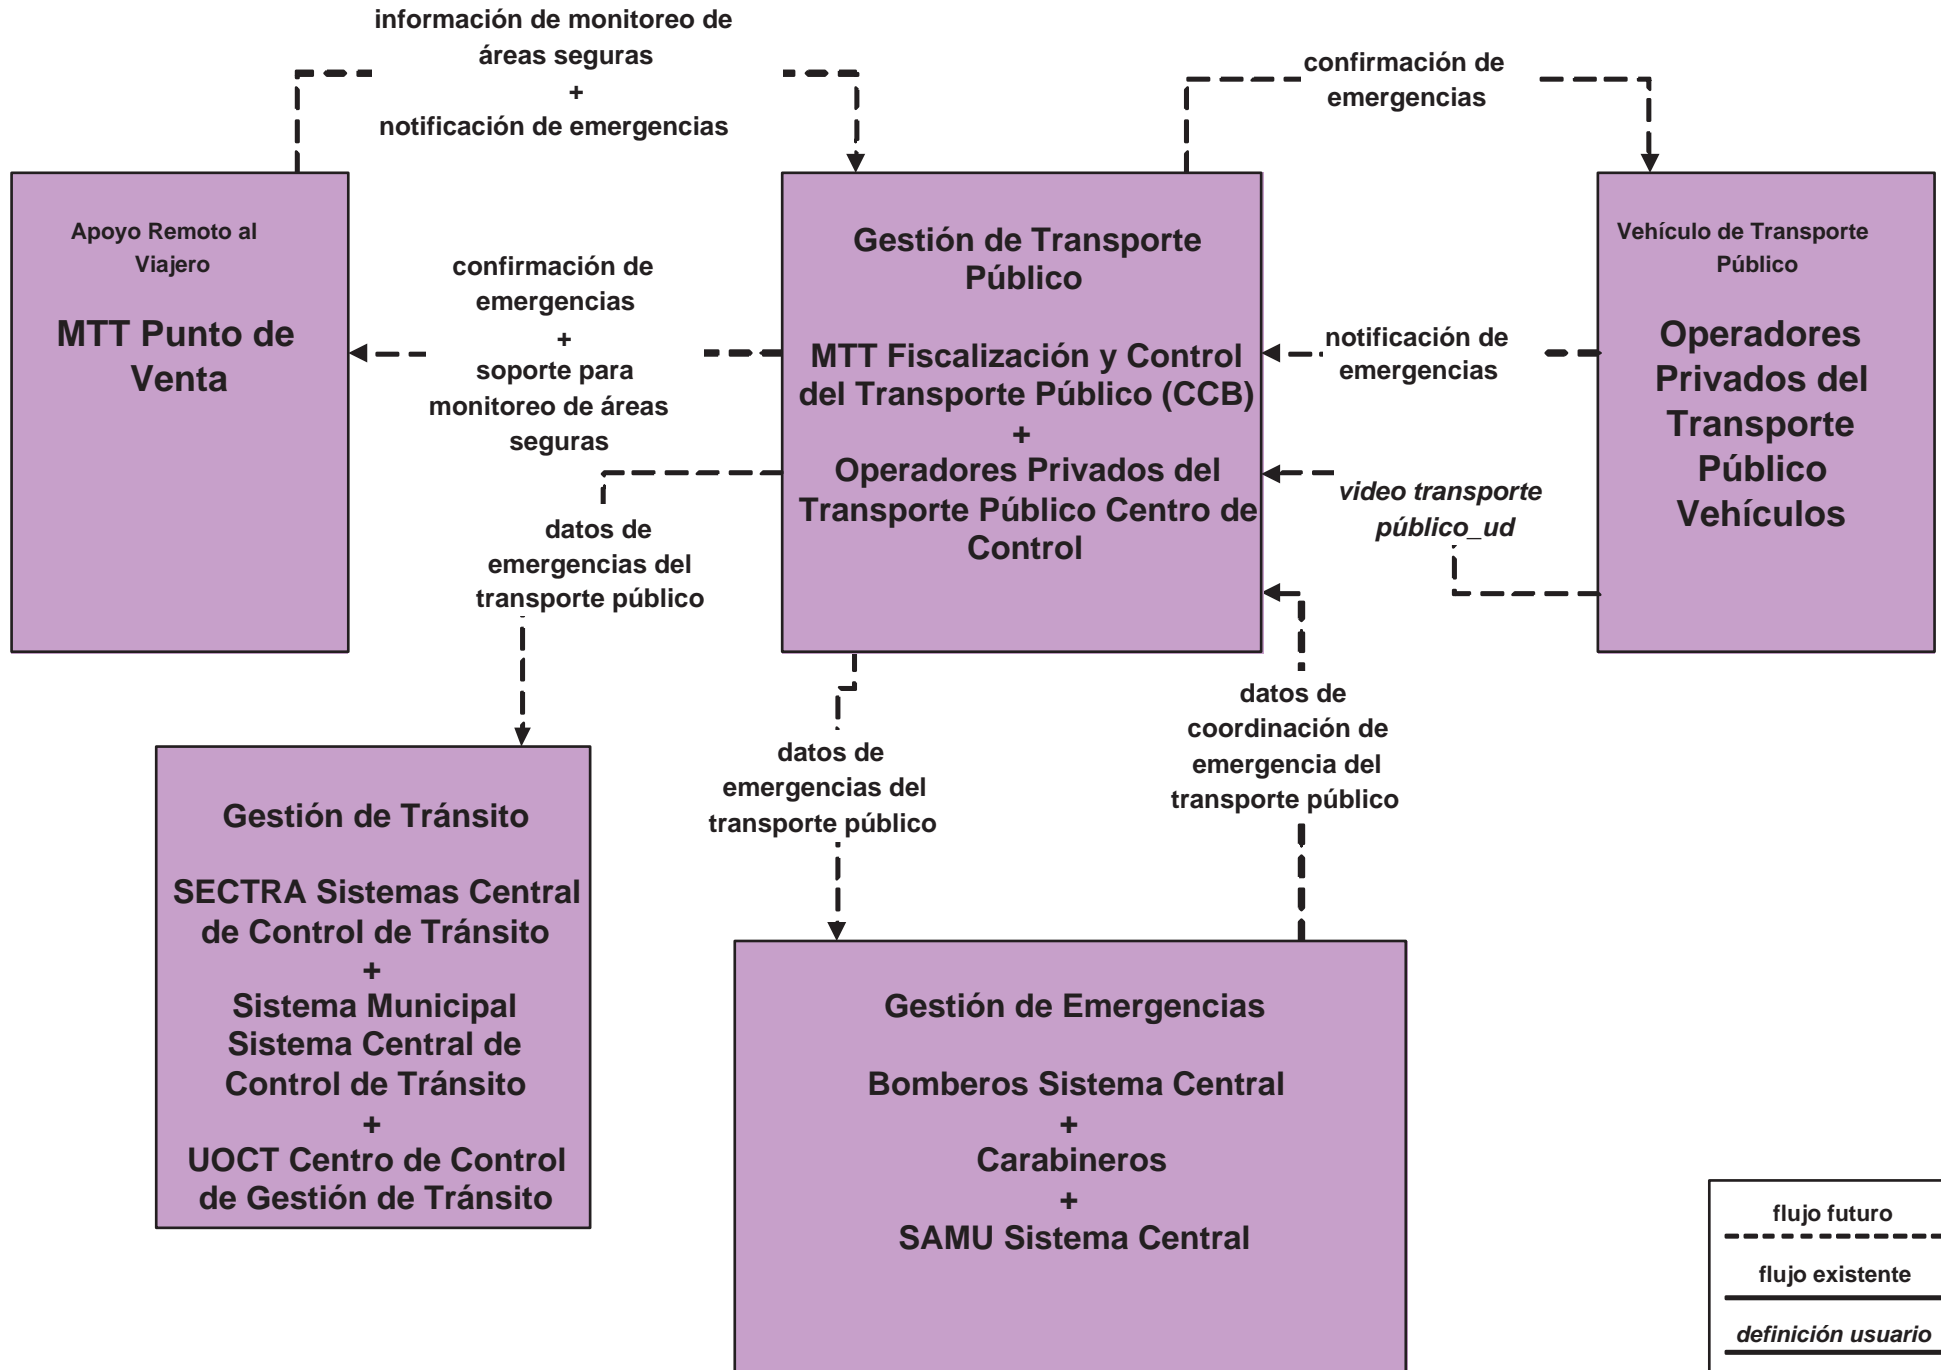 información de monitoreo de
áreas seguras
+
notificación de emergencias
confirmación de
emergencias
Apoyo Remoto al
Viajero
MTT Punto de
Venta
confirmación de
emergencias
+
soporte para
monitoreo de áreas
seguras
Gestión de Transporte
Público
MTT Fiscalización y Control
del Transporte Público (CCB)
+
Operadores Privados del
Transporte Público Centro de
Control
notificación de
emergencias
video transporte
público_ud
Vehículo de Transporte
Público
Operadores
Privados del
Transporte
Público
Vehículos
datos de
emergencias del
transporte público
datos de
emergencias del
transporte público
datos de
coordinación de
emergencia del
transporte público
Gestión de Tránsito
SECTRA Sistemas Central
de Control de Tránsito
+
Sistema Municipal
Sistema Central de
Control de Tránsito
+
UOCT Centro de Control
de Gestión de Tránsito
Gestión de Emergencias
Bomberos Sistema Central
+
Carabineros
+
SAMU Sistema Central
flujo futuro
flujo existente
definición usuario